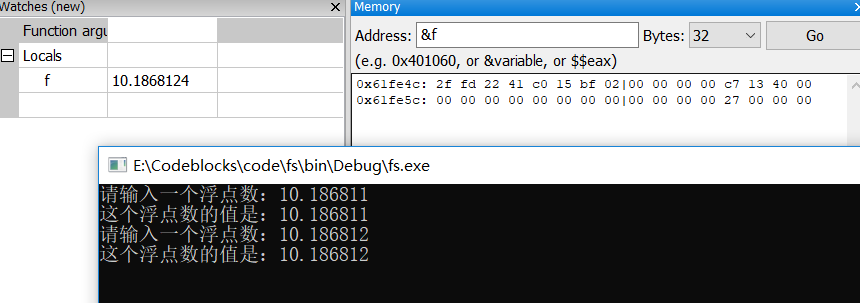 Watches (new)
Function argu
Locals
f 10.1868124
Memory
Address: &f Bytes: 32 Go
(e.g. 0x401060, or &variable, or $$eax)
0x61fe4c: 2f fd 22 41 c0 15 bf 02|00 00 00 00 c7 13 40 00
0x61fe5c: 00 00 00 00 00 00 00 00|00 00 00 00 27 00 00 00
E:\Codeblocks\code\fs\bin\Debug\fs.exe
请输入一个浮点数：10.186811
这个浮点数的值是：10.186811
请输入一个浮点数：10.186812
这个浮点数的值是：10.186812